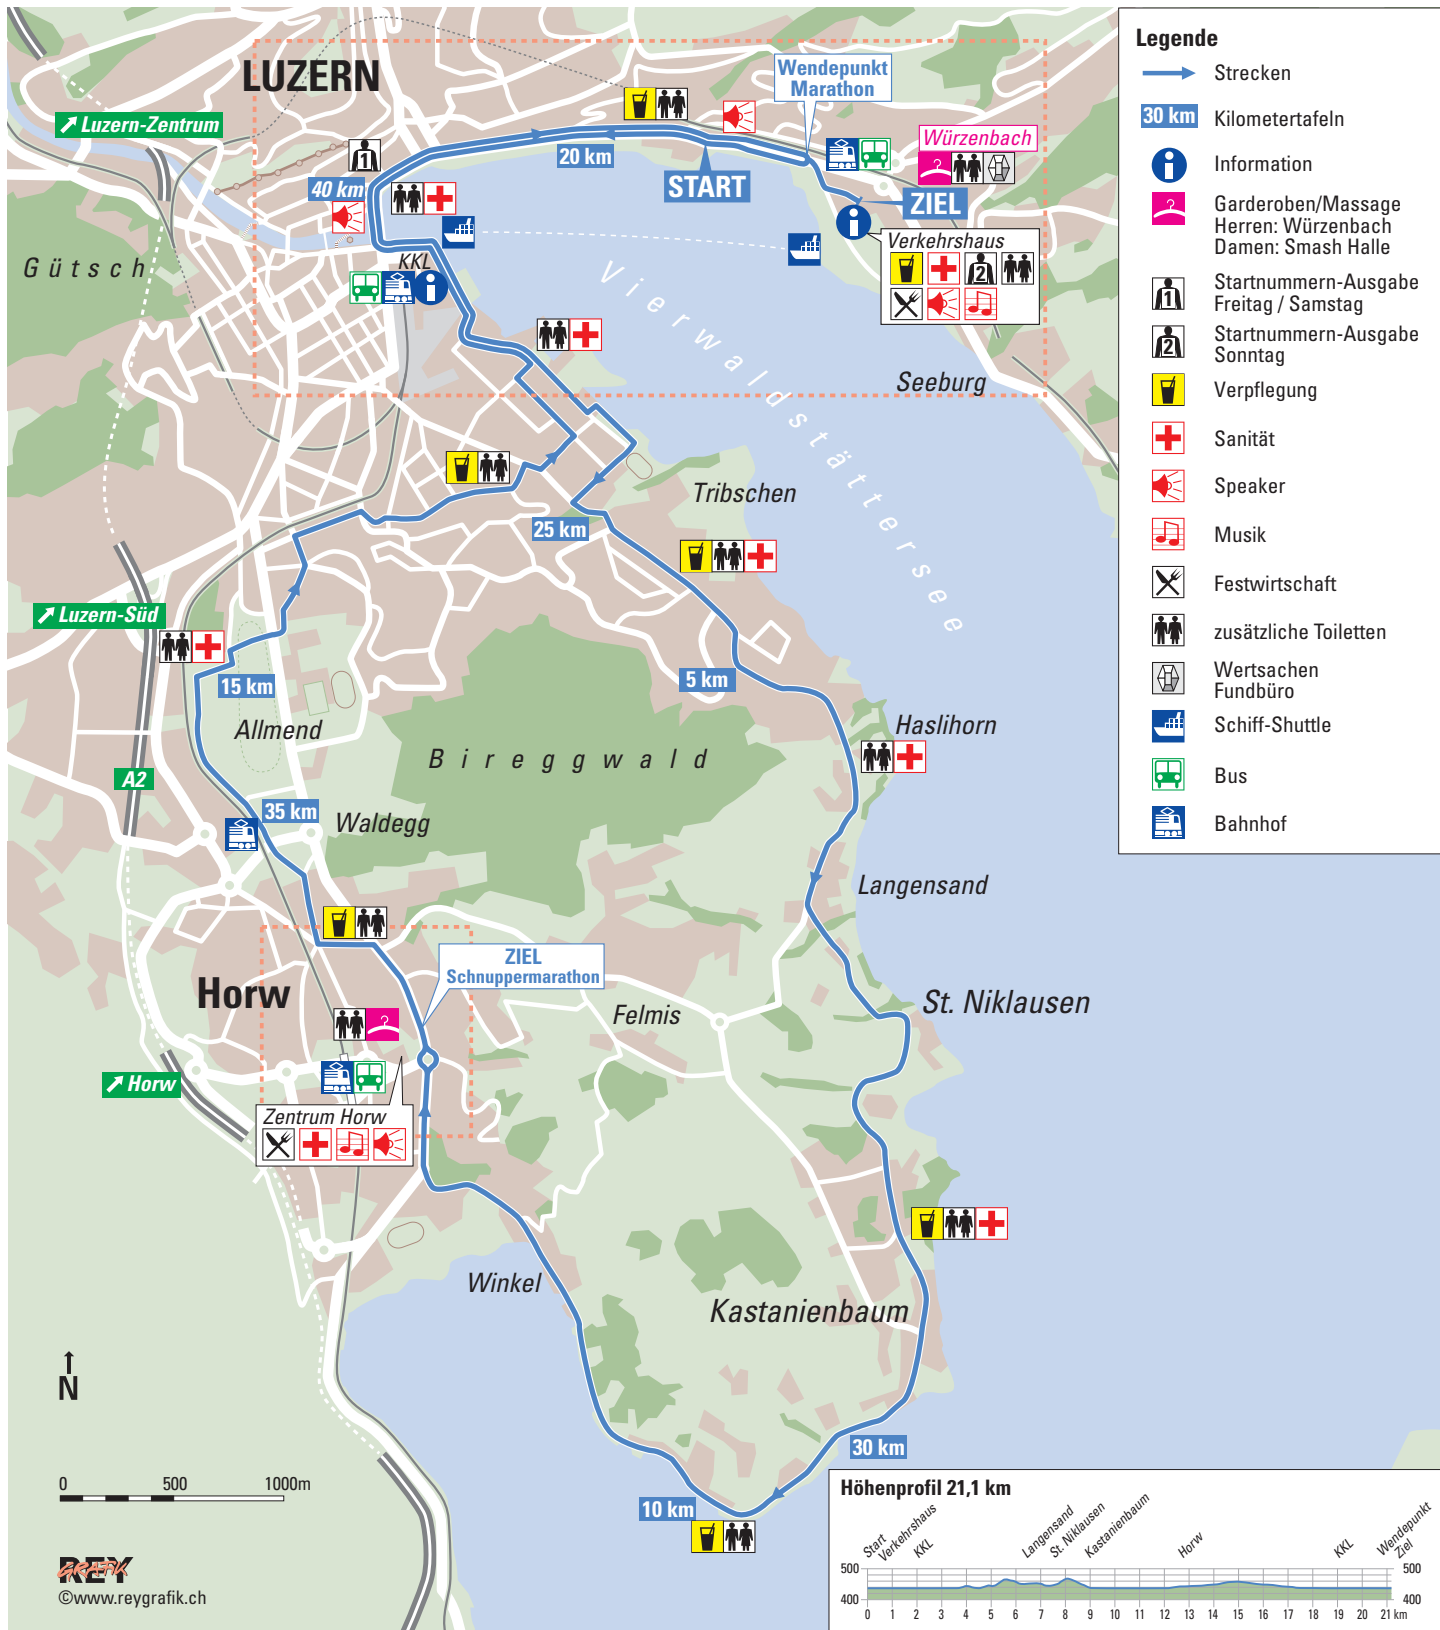 LUZERN
Luzern-Zentrum
Wendepunkt
Marathon
Würzenbach
1
20 km
START
40 km
ZIEL
Verkehrshaus
2
Gütsch
KKL
Vierwaldstättersee
Seeburg
Tribschen
25 km
Luzern-Süd
15 km
5 km
Allmend
Haslihorn
Bireggwald
A2
35 km
Waldegg
Langensand
ZIEL
Schnuppermarathon
Horw
St. Niklausen
Felmis
Horw
Zentrum Horw
Winkel
Kastanienbaum
N
30 km
10 km
0 500 1000m
REY
GRAFIK
©www.reygrafik.ch
Legende
Strecken
30 km Kilometertafeln
Information
Garderoben/Massage
Herren: Würzenbach
Damen: Smash Halle
1 Startnummern-Ausgabe
Freitag / Samstag
2 Startnummern-Ausgabe
Sonntag
Verpflegung
Sanität
Speaker
Musik
Festwirtschaft
zusätzliche Toiletten
Wertsachen
Fundbüro
Schiff-Shuttle
Bus
Bahnhof
Höhenprofil 21,1 km
Start
Verkehrshaus
KKL
Langensand
St. Niklausen
Kastanienbaum
Horw
KKL
Wendepunkt
Ziel
500 500
400 400
0 1 2 3 4 5 6 7 8 9 10 11 12 13 14 15 16 17 18 19 20 21 km